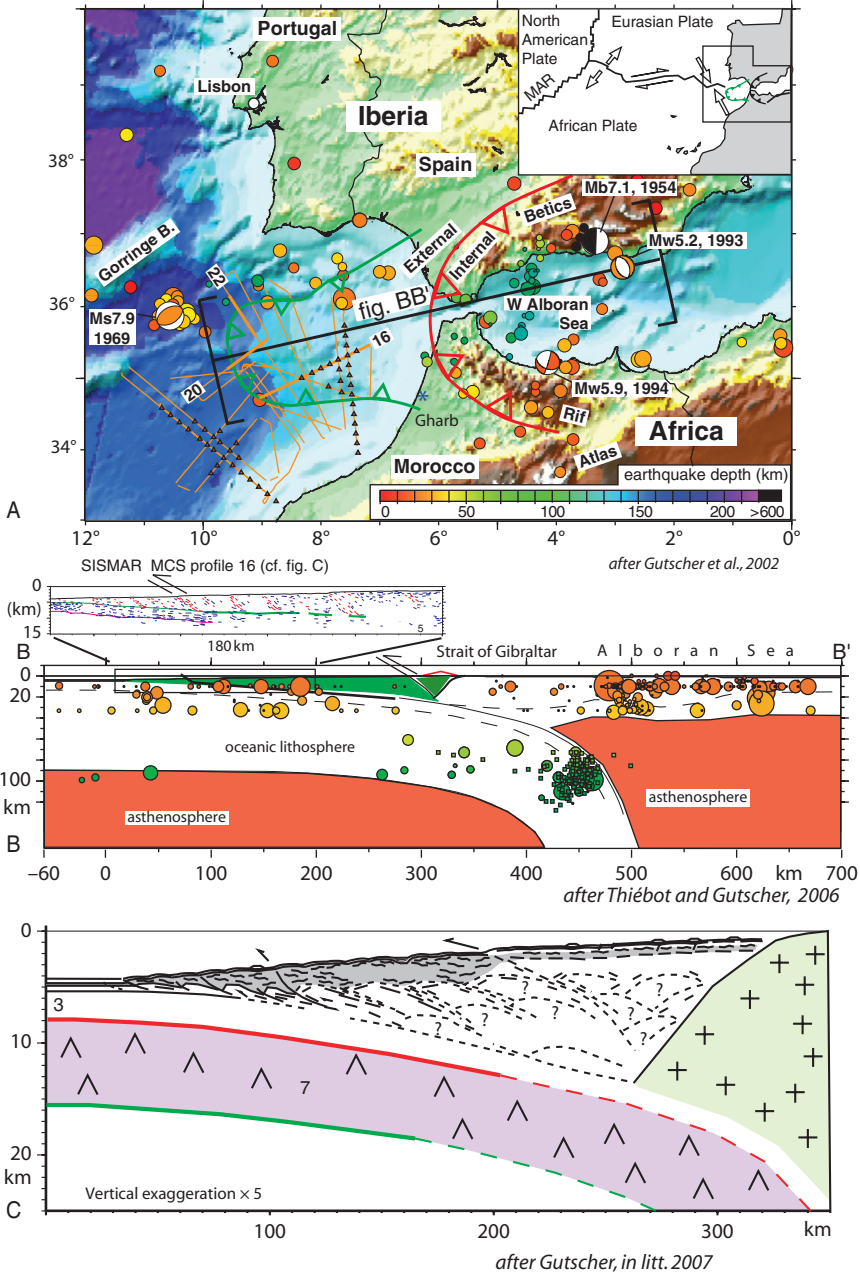 North
American
Plate
Eurasian Plate
MAR
African Plate
Portugal
Lisbon
Iberia
Spain
38°
36°
34°
Gorringe B.
Ms7.9
1969
22
20
16
External
Internal
Betics
Mb7.1, 1954
Mw5.2, 1993
fig. BB'
W Alboran
Sea
Mw5.9, 1994
Gharb
Rif
Africa
Morocco
Atlas
earthquake depth (km)
0 50 100 150 200 >600
A
12 10° 8° 6° 4° 2° 0°
after Gutscher et al., 2002
SISMAR MCS profile 16 (cf. fig. C)
0
(km)
15
5
180 km
B Strait of Gibraltar Alboran Sea B'
0
20
oceanic lithosphere
100
km
asthenosphere
asthenosphere
B
–60 0 100 200 300 400 500 600 km 700
after Thiébot and Gutscher, 2006
0
3
10
7
? ? ? ? ? ?
20
km
Vertical exaggeration × 5
C
100 200 300 km
after Gutscher, in litt. 2007